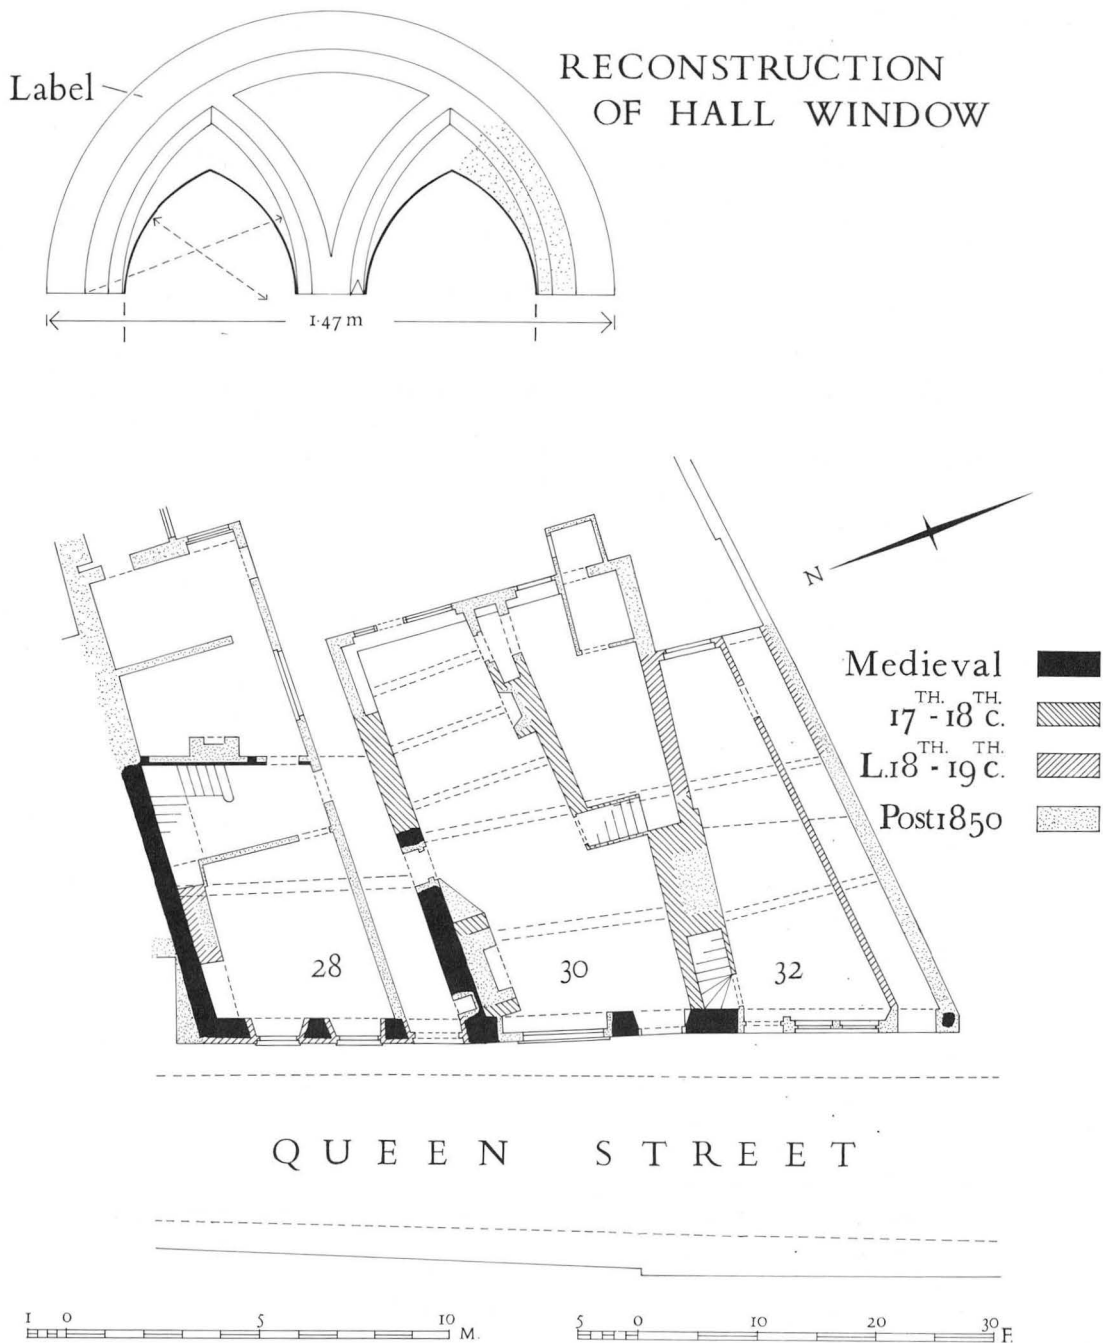 RECONSTRUCTION
OF HALL WINDOW
Label
1·47 m
N
Medieval
17TH. - 18TH C.
L.18TH - 19TH C.
Post 1850
28
30
32
QUEEN STREET
1 0 5 10 M.
5 0 10 20 30 F.